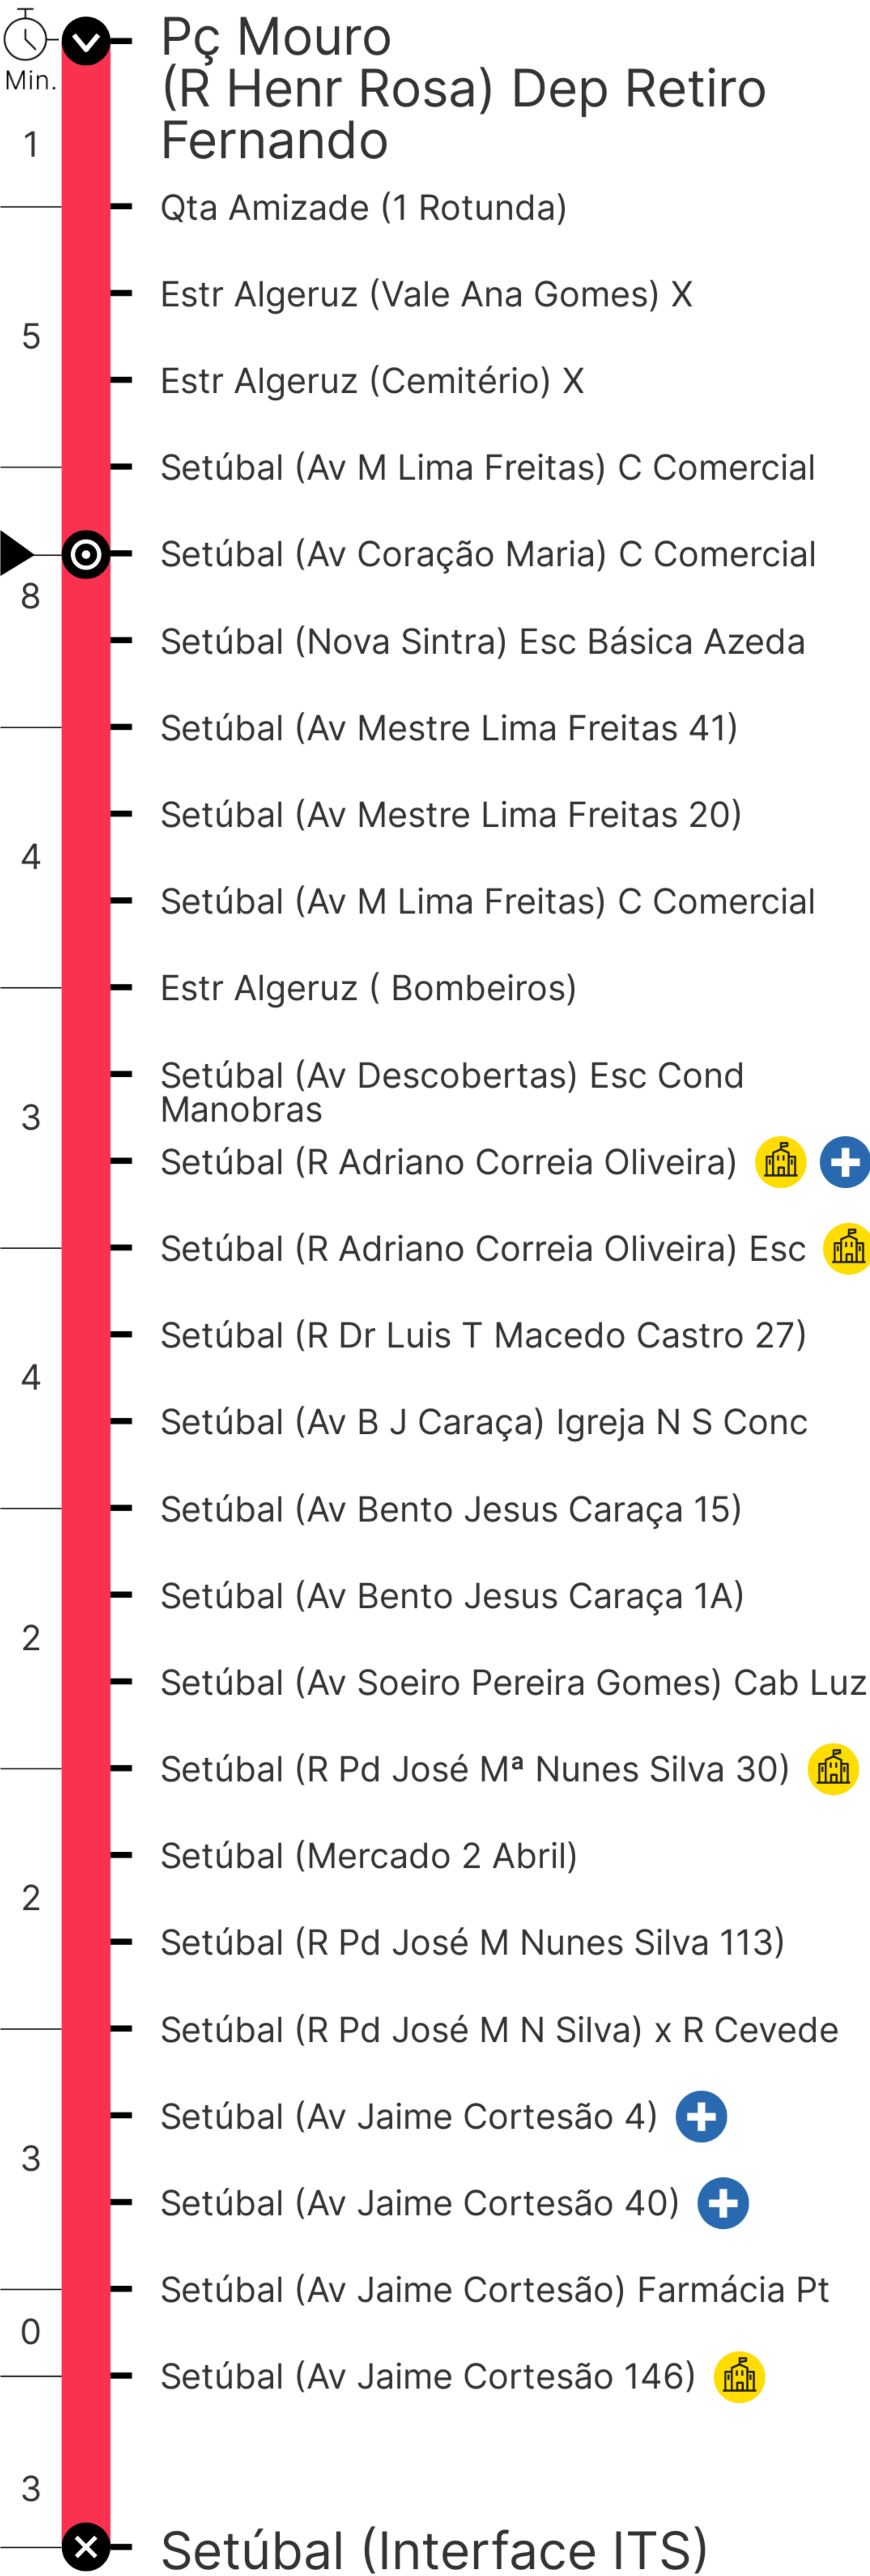 Pç Mouro
(R Henr Rosa) Dep Retiro
Fernando
Min.
1
Qta Amizade (1 Rotunda)
Estr Algeruz (Vale Ana Gomes) X
5
Estr Algeruz (Cemitério) X
Setúbal (Av M Lima Freitas) C Comercial
Setúbal (Av Coração Maria) C Comercial
8
Setúbal (Nova Sintra) Esc Básica Azeda
Setúbal (Av Mestre Lima Freitas 41)
Setúbal (Av Mestre Lima Freitas 20)
4
Setúbal (Av M Lima Freitas) C Comercial
Estr Algeruz ( Bombeiros)
Setúbal (Av Descobertas) Esc Cond
Manobras
3
Setúbal (R Adriano Correia Oliveira)
Setúbal (R Adriano Correia Oliveira) Esc
Setúbal (R Dr Luis T Macedo Castro 27)
4
Setúbal (Av B J Caraça) Igreja N S Conc
Setúbal (Av Bento Jesus Caraça 15)
Setúbal (Av Bento Jesus Caraça 1A)
2
Setúbal (Av Soeiro Pereira Gomes) Cab Luz
Setúbal (R Pd José Mª Nunes Silva 30)
Setúbal (Mercado 2 Abril)
2
Setúbal (R Pd José M Nunes Silva 113)
Setúbal (R Pd José M N Silva) x R Cevede
Setúbal (Av Jaime Cortesão 4)
3
Setúbal (Av Jaime Cortesão 40)
Setúbal (Av Jaime Cortesão) Farmácia Pt
0
Setúbal (Av Jaime Cortesão 146)
3
Setúbal (Interface ITS)